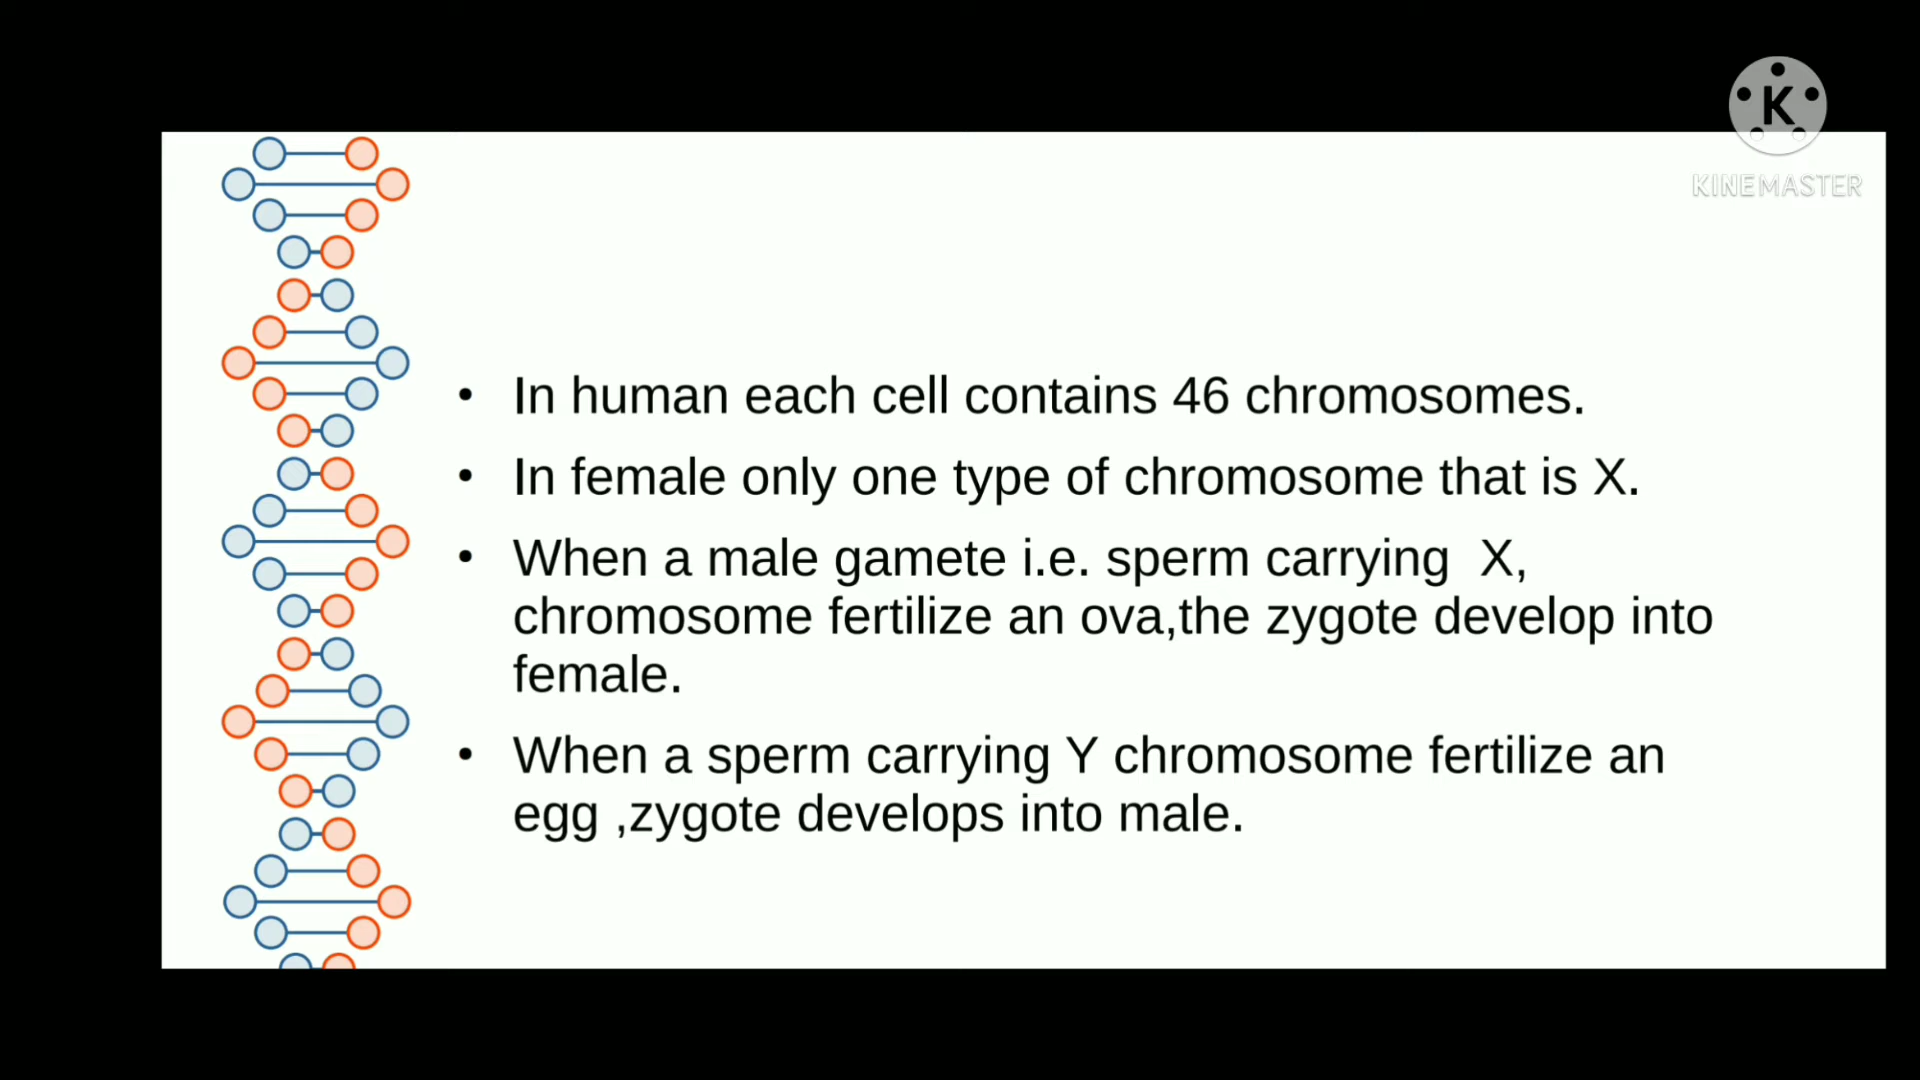 K
KINEMASTER
• In human each cell contains 46 chromosomes.
• In female only one type of chromosome that is X.
• When a male gamete i.e. sperm carrying  X,
chromosome fertilize an ova,the zygote develop into
female.
• When a sperm carrying Y chromosome fertilize an
egg ,zygote develops into male.